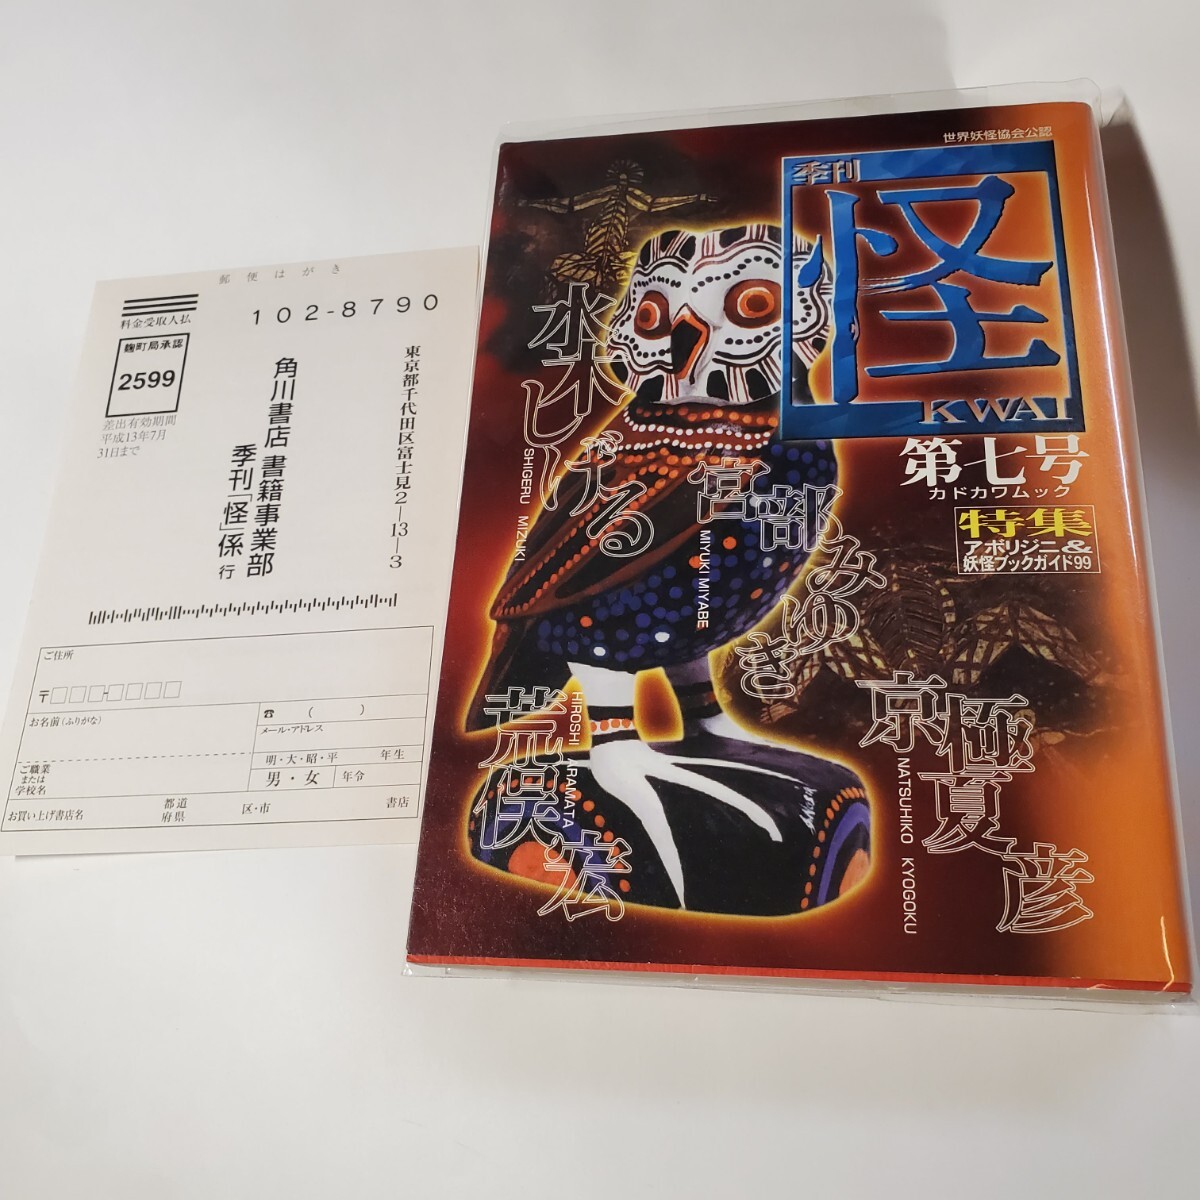 郵便はがき
料金受取人払
麹町局承認
2599
差出有効期間
平成13年7月
31日まで
102-8790
東京都千代田区富士見2―13―3
角川書店 書籍事業部
季刊「怪」係 行
ご住所
〒
お名前(ふりがな)
☎ ( )
メール・アドレス
明・大・昭・平 年生
ご職業
または
学校名
男・女
年令
お買い上げ書店名
都道
府県
区・市
書店
世界妖怪協会公認
季刊
怪
KWAI
第七号
カドカワムック
特集
アボリジニ&
妖怪ブックガイド99
水木しげる
SHIGERU MIZUKI
宮部みゆき
MIYUKI MIYABE
京極夏彦
NATSUHIKO KYOGOKU
荒俣宏
HIROSHI ARAMATA